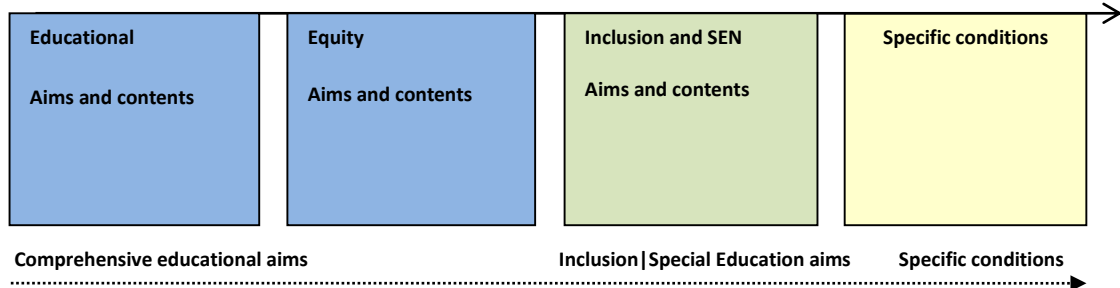 Educational
Aims and contents
Equity
Aims and contents
Inclusion and SEN
Aims and contents
Specific conditions
Comprehensive educational aims
Inclusion|Special Education aims
Specific conditions